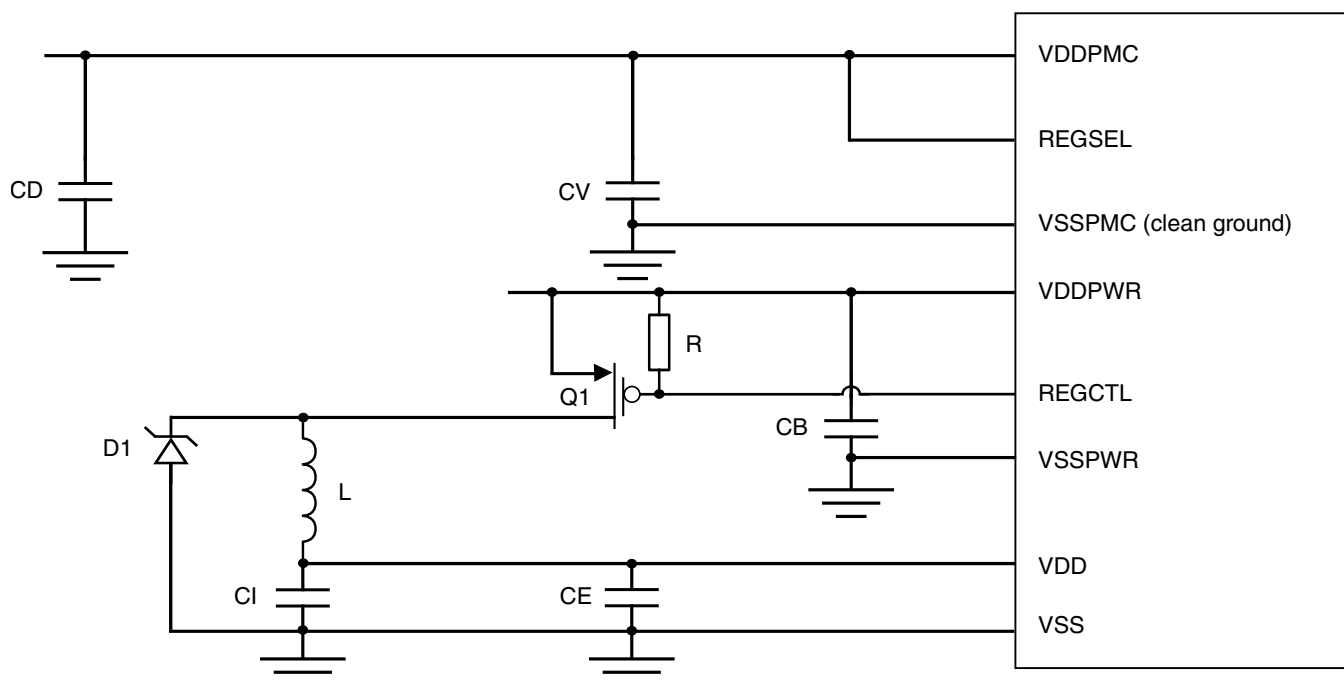 VDDPMC
REGSEL
CD
CV
VSSPMC (clean ground)
VDDPWR
R
Q1
REGCTL
D1
CB
VSSPWR
L
VDD
CI
CE
VSS